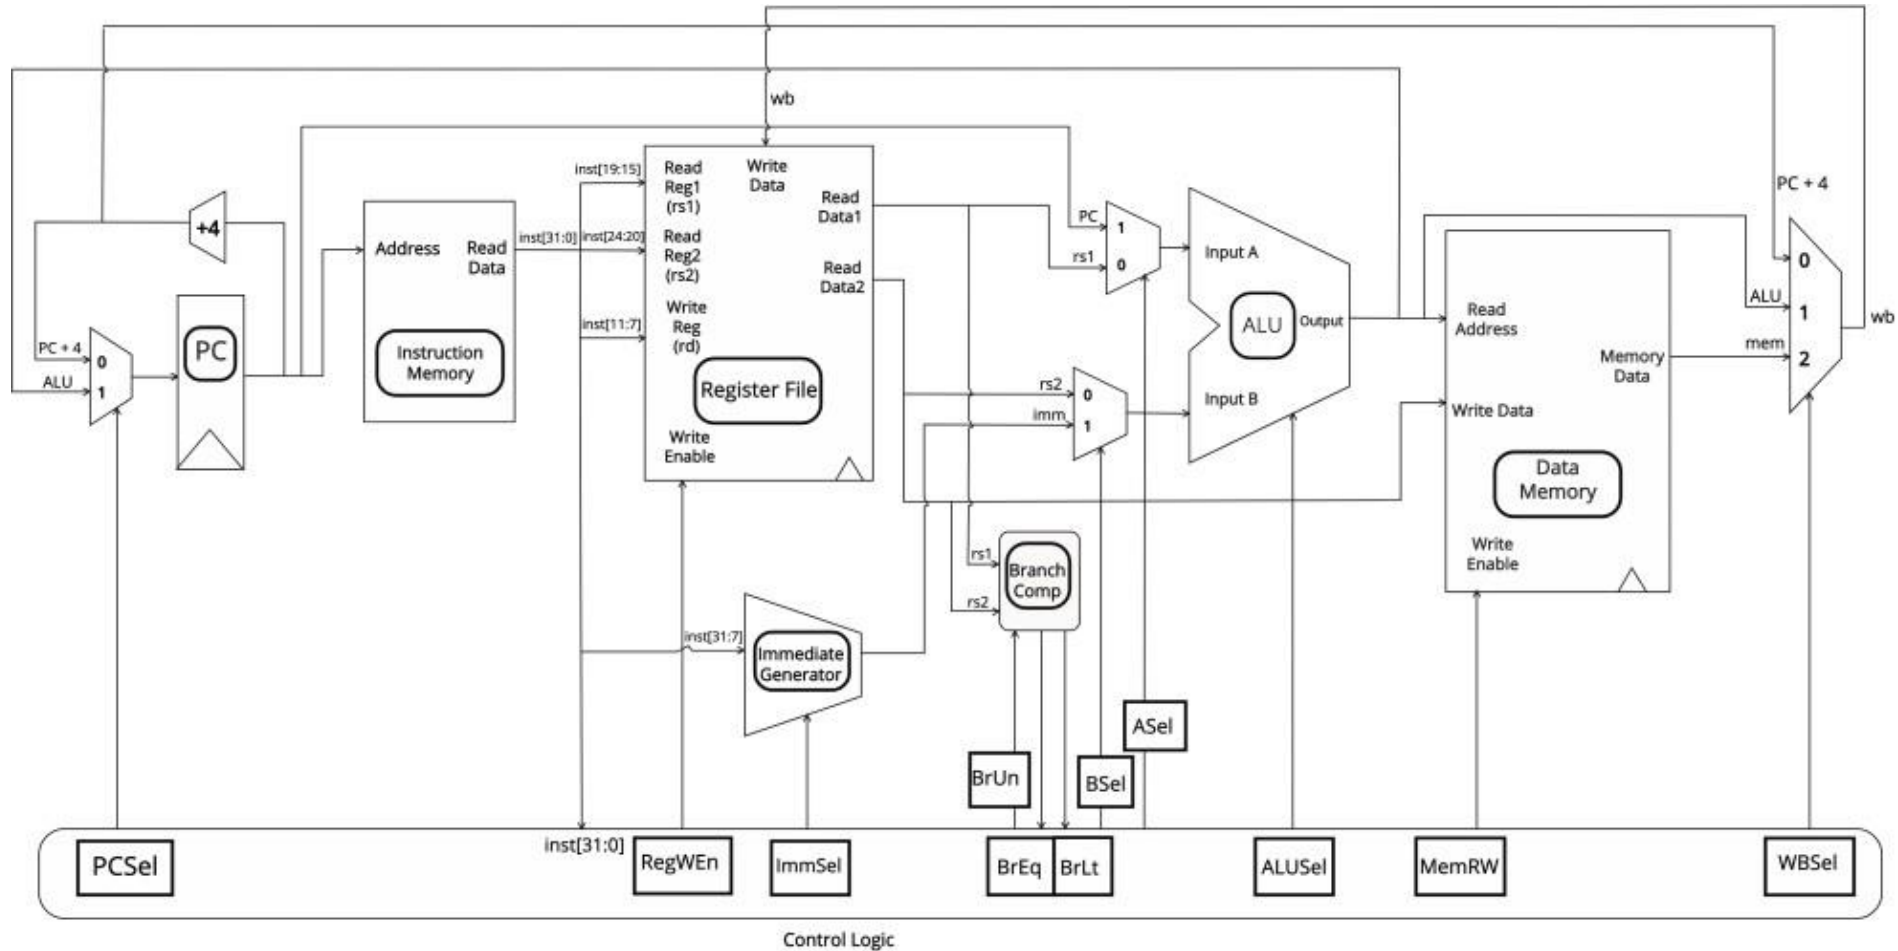 wb
PC + 4
inst[19:15]
Read
Reg1
(rs1)
Write
Data
Read
Data1
PC
1
rs1
0
+4
Address
Read
Data
inst[31:0]
inst[24:20]
Read
Reg2
(rs2)
Read
Data2
Input A
0
ALU
1
wb
mem
2
PC
Instruction
Memory
inst[11:7]
Write
Reg
(rd)
Register File
ALU
Output
Read
Address
Memory
Data
PC + 4
0
ALU
1
rs2
0
imm
1
Input B
Write Data
Write
Enable
Data
Memory
Write
Enable
rs1
rs2
Branch
Comp
inst[31:7]
Immediate
Generator
ASel
BrUn
BSel
inst[31:0]
PCSel
RegWEn
ImmSel
BrEq
BrLt
ALUSel
MemRW
WBSel
Control Logic